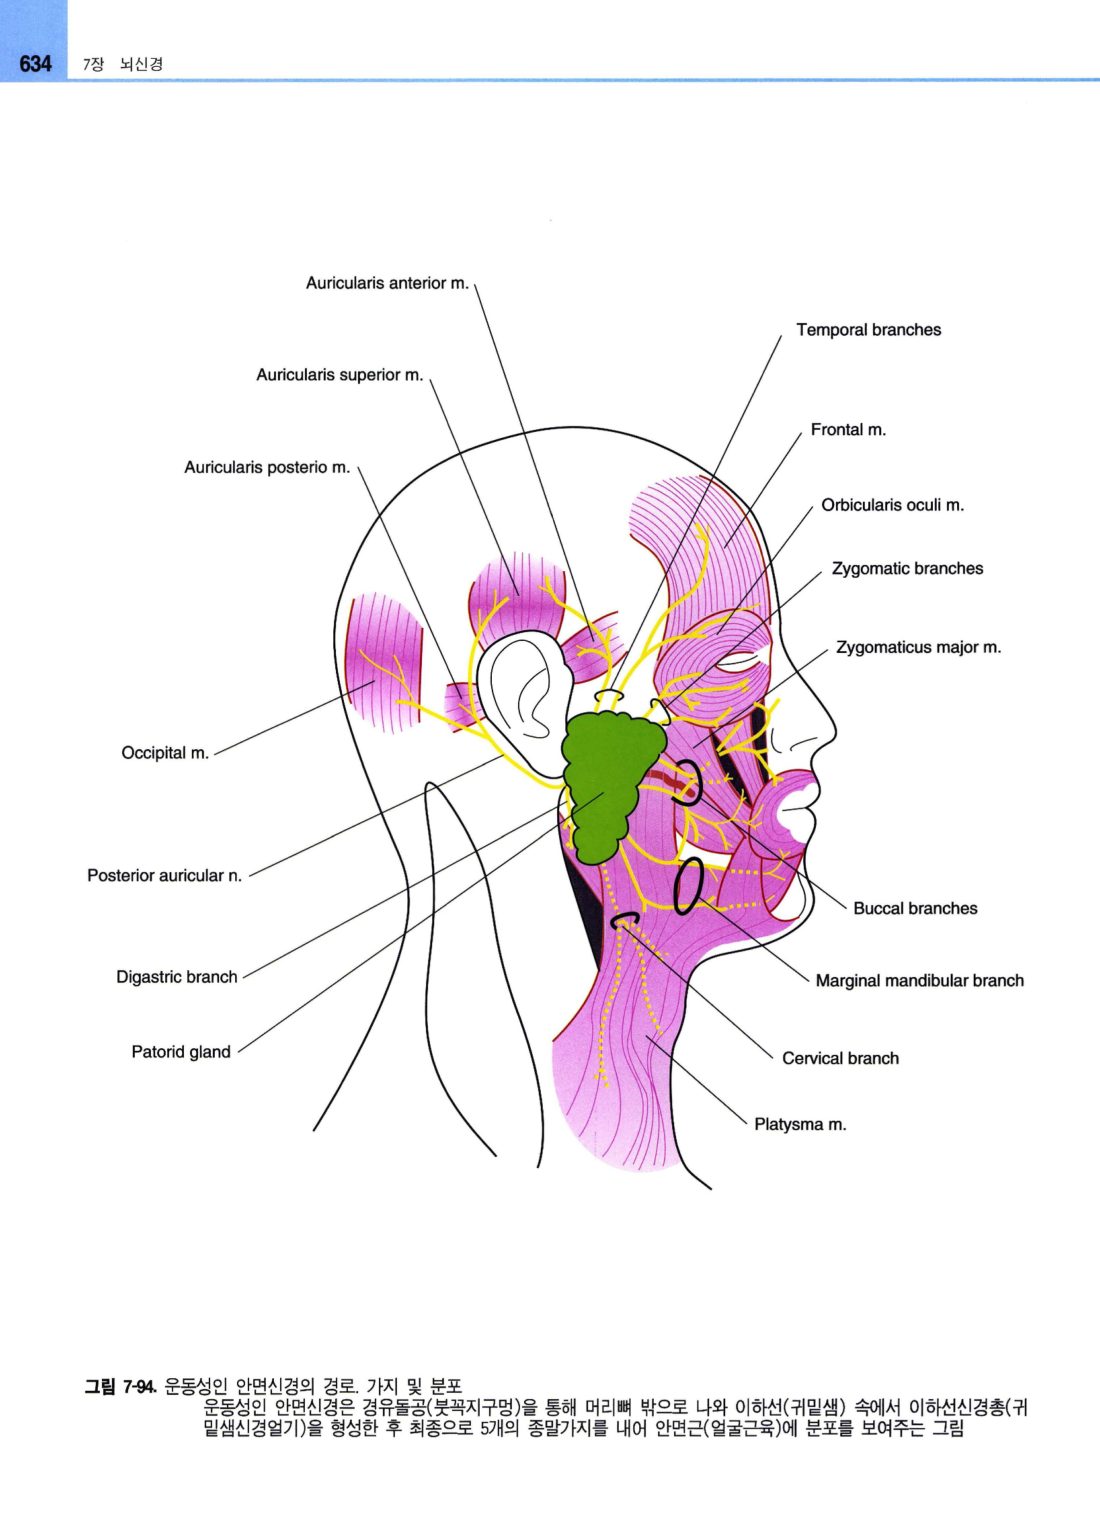 634 7장 뇌신경
Auricularis anterior m.
Temporal branches
Auricularis superior m.
Frontal m.
Auricularis posterio m.
Orbicularis oculi m.
Zygomatic branches
Zygomaticus major m.
Occipital m.
Posterior auricular n.
Buccal branches
Digastric branch
Marginal mandibular branch
Patorid gland
Cervical branch
Platysma m.
그림 7-94. 운동성인 안면신경의 경로. 가지 및 분포
운동성인 안면신경은 경유돌공(붓꼭지구멍)을 통해 머리뼈 밖으로 나와 이하선(귀밑샘) 속에서 이하선신경총(귀
밑샘신경얼기)을 형성한 후 최종으로 5개의 종말가지를 내어 안면근(얼굴근육)에 분포를 보여주는 그림